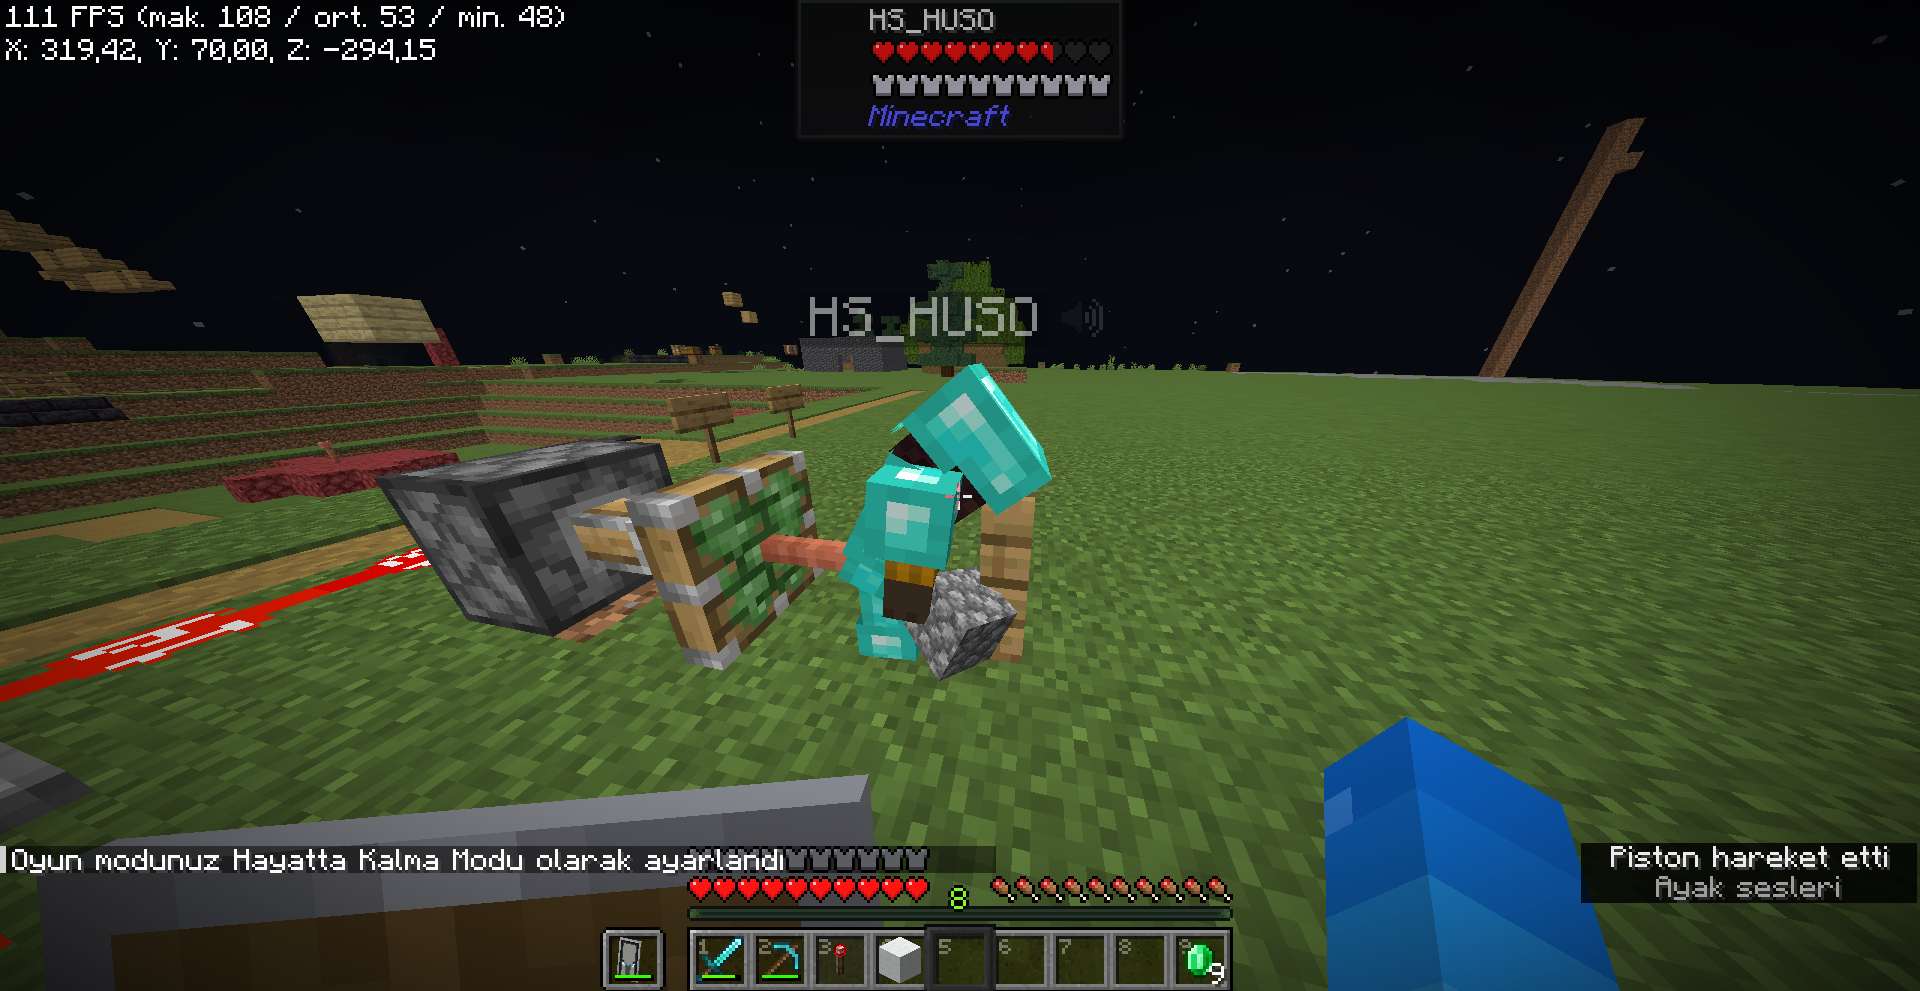 111 FPS (mak. 108 / ort. 53 / min. 48)
X: 319,42, Y: 70,00, Z: -294,15
HS_HUSO
Minecraft
HS_HUSO
Oyun modunuz Hayatta Kalma Modu olarak ayarlandı
Piston hareket etti
Ayak sesleri
8
1 2 3 5 6 7 8 9
9